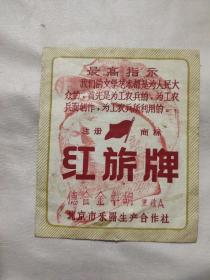 最高指示
我们的文学艺术都是为人民大
众的，首先是为工农兵的，为工农
兵而创作，为工农兵所利用的。
注册 商标
红旗牌
京市乐器生产合作社